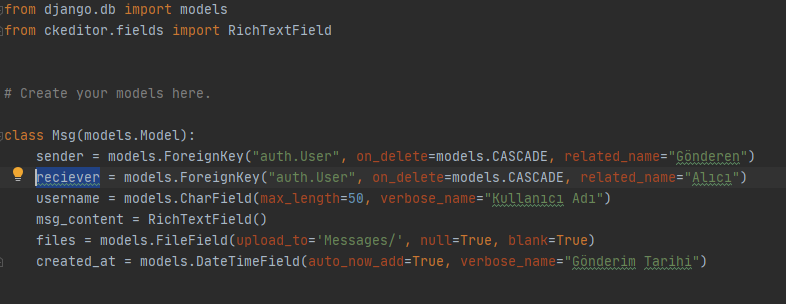 from django.db import models
from ckeditor.fields import RichTextField
# Create your models here.
class Msg(models.Model):
sender = models.ForeignKey("auth.User", on_delete=models.CASCADE, related_name="Gönderen")
reciever = models.ForeignKey("auth.User", on_delete=models.CASCADE, related_name="Alıcı")
username = models.CharField(max_length=50, verbose_name="Kullanıcı Adı")
msg_content = RichTextField()
files = models.FileField(upload_to='Messages/', null=True, blank=True)
created_at = models.DateTimeField(auto_now_add=True, verbose_name="Gönderim Tarihi")